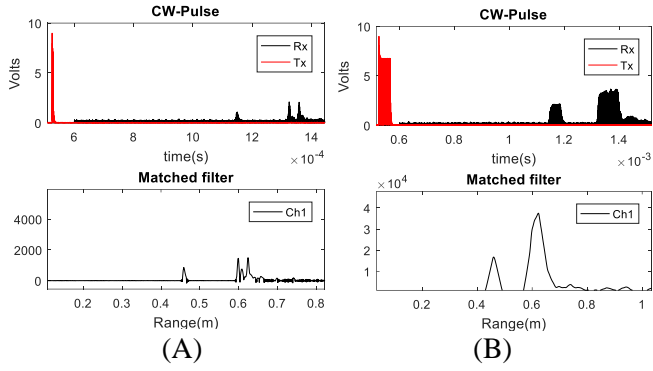 CW-Pulse
10
5
0
Volts
Rx
Tx
6
8
10
12
14
time(s)
×10⁻⁴
Matched filter
4000
2000
0
Ch1
0.2
0.3
0.4
0.5
0.6
0.7
0.8
Range(m)
(A)
CW-Pulse
10
5
0
Volts
Rx
Tx
0.6
0.8
1.0
1.2
1.4
time(s)
×10⁻³
Matched filter
×10⁴
4
3
2
1
Ch1
0.2
0.4
0.6
0.8
1
Range(m)
(B)